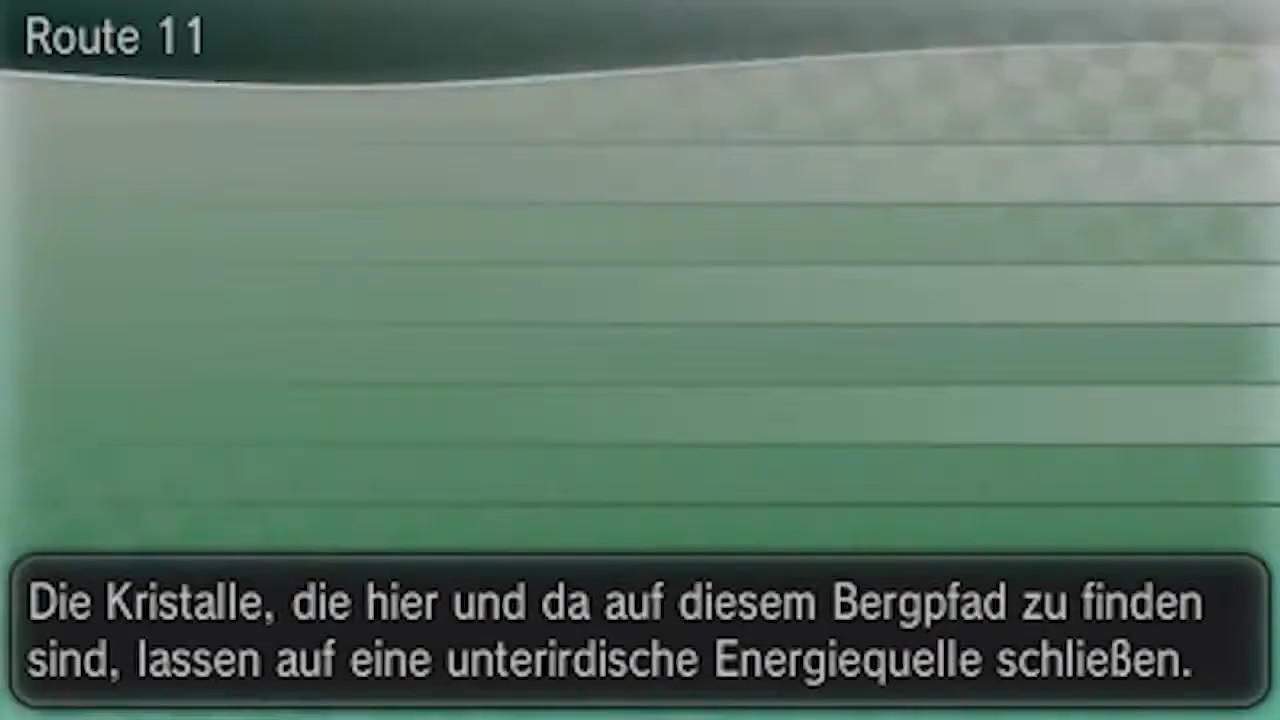 Route 11
Die Kristalle, die hier und da auf diesem Bergpfad zu finden
sind, lassen auf eine unterirdische Energiequelle schließen.